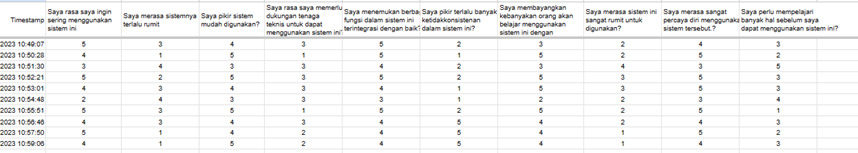 Timestamp Saya rasa saya ingin sering menggunakan sistem ini Saya merasa sistemnya terlalu rumit Saya pikir sistem mudah digunakan? Saya rasa saya memerlu dukungan tenaga teknis untuk dapat menggunakan sistem ini Saya menemukan berba fungsi dalam sistem ini terintegrasi dengan baik? Saya pikir terlalu banyak ketidakkonsistenan dalam sistem ini? Saya membayangkan kebanyakan orang akan belajar menggunakan sistem ini dengan Saya merasa sistem ini sangat rumit untuk digunakan? Saya merasa sangat percaya diri menggunaka sistem tersebut.? Saya perlu mempelajari banyak hal sebelum saya dapat menggunakan sistem ini?
2023 10:49:07 5 3 4 3 5 2 3 2 4 3
2023 10:50:28 4 1 5 1 5 1 5 2 5 2
2023 10:51:30 3 4 3 3 4 2 3 4 3 5
2023 10:52:21 5 2 5 3 5 2 5 3 5 3
2023 10:53:01 4 3 4 3 4 1 5 3 5 3
2023 10:54:48 2 4 3 3 3 1 2 2 3 3
2023 10:55:51 5 3 5 1 5 2 5 2 5 1
2023 10:56:46 4 3 4 3 4 5 4 2 4 3
2023 10:57:50 5 1 4 2 4 5 4 1 5 2
2023 10:59:06 4 1 5 2 4 5 4 1 4 3